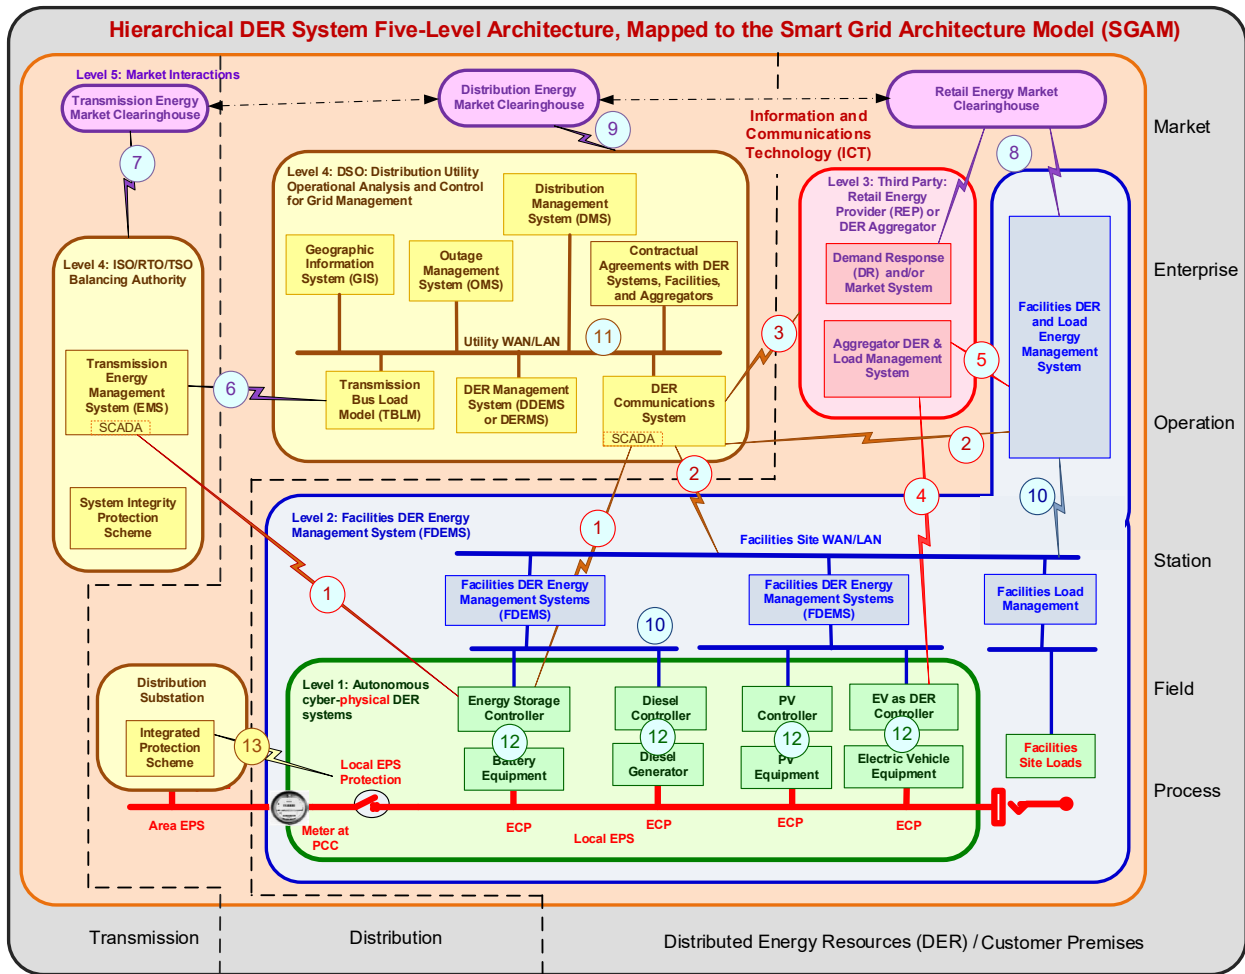 Hierarchical DER System Five-Level Architecture, Mapped to the Smart Grid Architecture Model (SGAM)
Level 5: Market Interactions
Transmission Energy
Market Clearinghouse
Distribution Energy
Market Clearinghouse
Retail Energy Market
Clearinghouse
Information and
Communications
Technology (ICT)
Market
7
9
8
Level 4: DSO: Distribution Utility
Operational Analysis and Control
for Grid Management
Distribution
Management
System (DMS)
Geographic
Information
System (GIS)
Outage
Management
System (OMS)
Contractual
Agreements with DER
Systems, Facilities,
and Aggregators
Utility WAN/LAN
11
Transmission
Bus Load
Model (TBLM)
DER Management
System (DDEMS
or DERMS)
DER
Communications
System
SCADA
Level 3: Third Party:
Retail Energy
Provider (REP) or
DER Aggregator
Demand Response
(DR) and/or
Market System
Aggregator DER &
Load Management
System
Facilities DER
and Load
Energy
Management
System
Enterprise
Level 4: ISO/RTO/TSO
Balancing Authority
Transmission
Energy
Management
System (EMS)
SCADA
System Integrity
Protection
Scheme
6
3
5
2
2
4
10
1
1
Operation
Level 2: Facilities DER Energy
Management System (FDEMS)
Facilities Site WAN/LAN
Station
Facilities DER Energy
Management Systems
(FDEMS)
Facilities DER Energy
Management Systems
(FDEMS)
Facilities Load
Management
10
Level 1: Autonomous
cyber-physical DER
systems
Energy Storage
Controller
Diesel
Controller
PV
Controller
EV as DER
Controller
Field
12
12
12
12
Battery
Equipment
Diesel
Generator
PV
Equipment
Electric Vehicle
Equipment
Facilities
Site Loads
Distribution
Substation
Integrated
Protection
Scheme
13
Local EPS
Protection
Process
Area EPS
Meter at
PCC
ECP
ECP
ECP
ECP
Local EPS
Transmission
Distribution
Distributed Energy Resources (DER) / Customer Premises